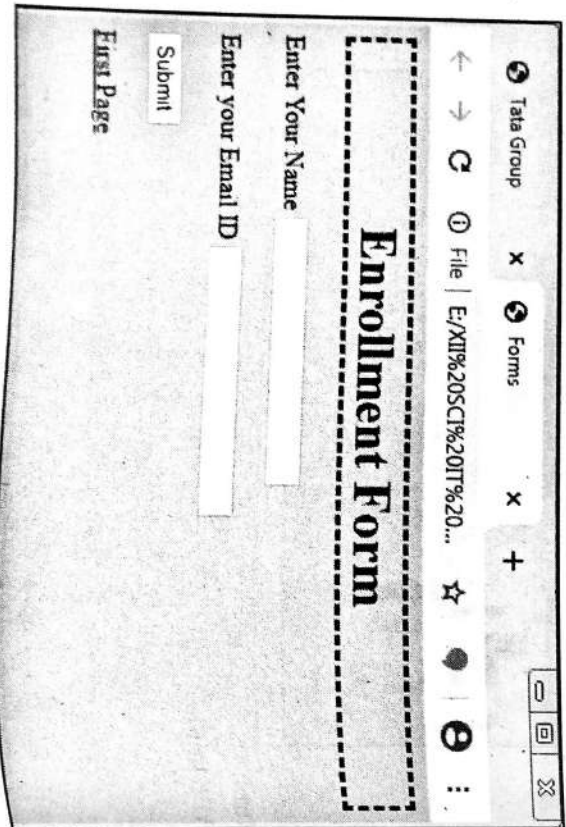 Tata Group x Forms x +
File | E:/XII%20SCI%20IT%20...
Enrollment Form
Enter Your Name
Enter your Email ID
Submit
First Page